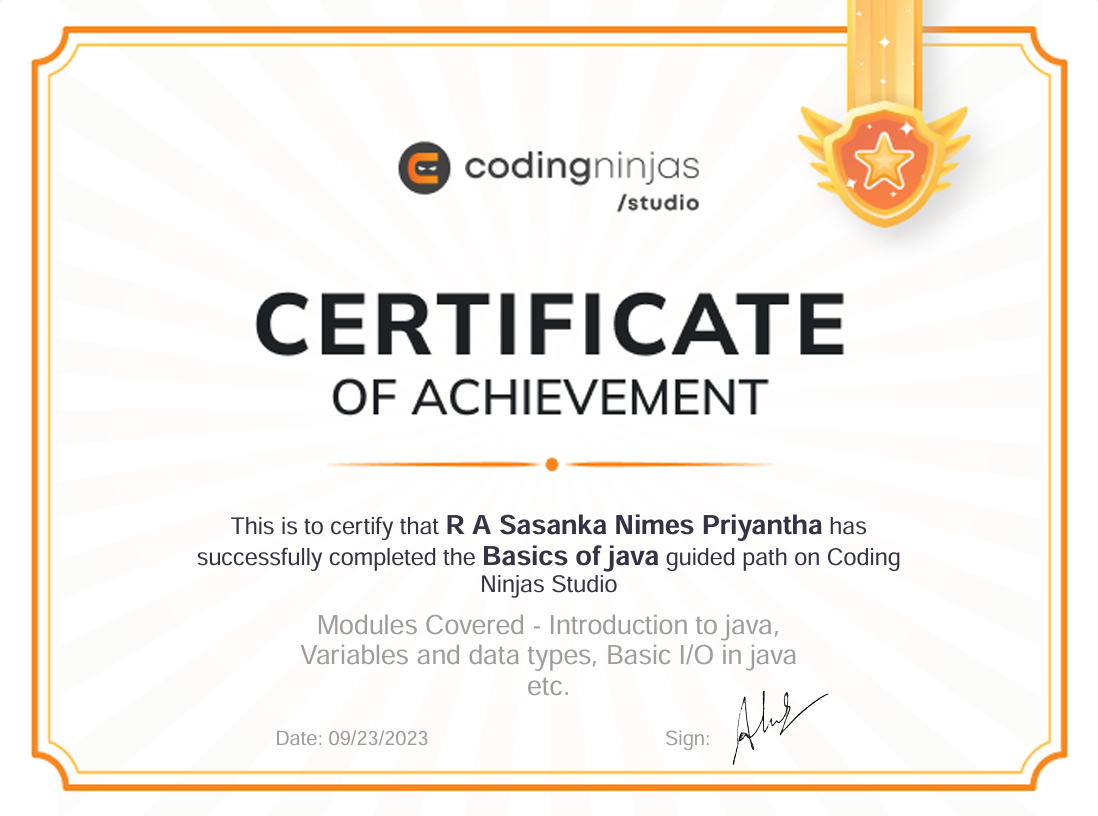 codingninjas
/studio
CERTIFICATE
OF ACHIEVEMENT
This is to certify that R A Sasanka Nimes Priyantha has
successfully completed the Basics of java guided path on Coding
Ninjas Studio
Modules Covered - Introduction to java,
Variables and data types, Basic I/O in java
etc.
Date: 09/23/2023 Sign: